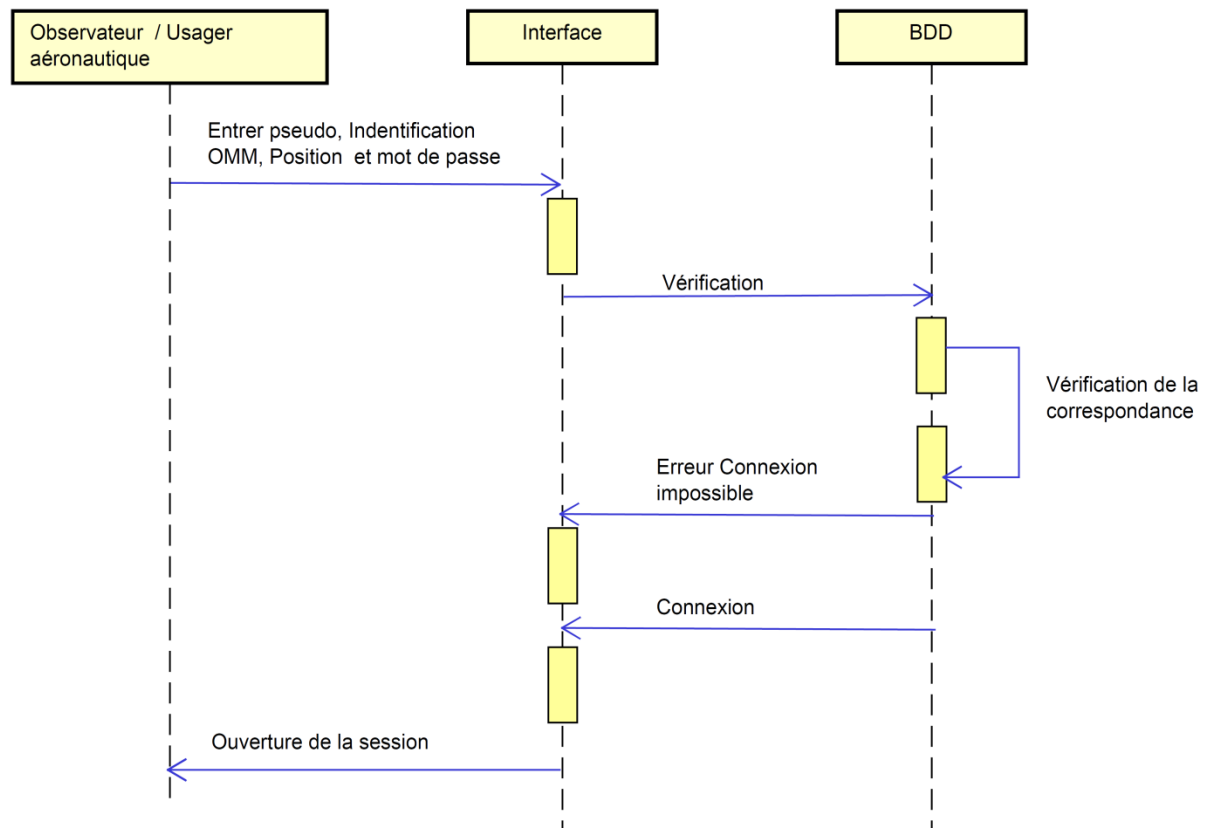 Observateur / Usager
aéronautique
Interface
BDD
Entrer pseudo, Indentification
OMM, Position et mot de passe
Vérification
Vérification de la
correspondance
Erreur Connexion
impossible
Connexion
Ouverture de la session